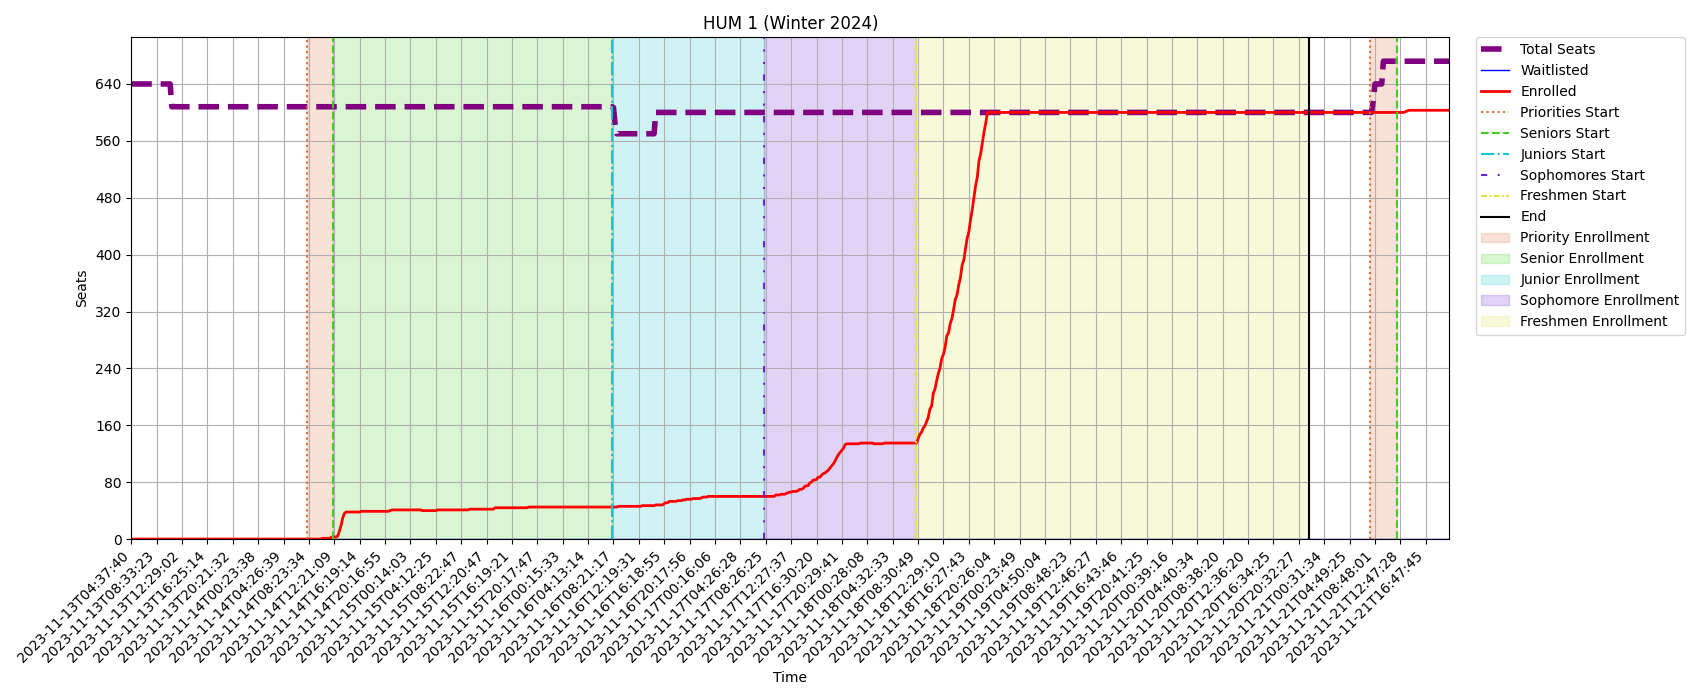 HUM 1 (Winter 2024)
Seats
640
560
480
400
320
240
160
80
0
2023-11-13T04:37:40
2023-11-13T08:33:23
2023-11-13T12:29:02
2023-11-13T16:25:14
2023-11-13T20:21:32
2023-11-14T00:23:38
2023-11-14T04:26:39
2023-11-14T08:23:34
2023-11-14T12:21:09
2023-11-14T16:19:14
2023-11-14T20:16:55
2023-11-15T00:14:03
2023-11-15T04:12:25
2023-11-15T08:22:47
2023-11-15T12:20:47
2023-11-15T16:19:21
2023-11-15T20:17:47
2023-11-16T00:15:33
2023-11-16T04:13:14
2023-11-16T08:21:17
2023-11-16T12:19:31
2023-11-16T16:18:55
2023-11-16T20:17:56
2023-11-17T00:16:06
2023-11-17T04:26:28
2023-11-17T08:26:25
2023-11-17T12:27:37
2023-11-17T16:30:20
2023-11-17T20:29:41
2023-11-18T00:28:08
2023-11-18T04:32:33
2023-11-18T08:30:49
2023-11-18T12:29:10
2023-11-18T16:27:43
2023-11-18T20:26:04
2023-11-19T00:23:49
2023-11-19T04:50:04
2023-11-19T08:48:23
2023-11-19T12:46:27
2023-11-19T16:43:46
2023-11-19T20:41:25
2023-11-20T00:39:16
2023-11-20T04:40:34
2023-11-20T08:38:20
2023-11-20T12:36:20
2023-11-20T16:34:25
2023-11-20T20:32:27
2023-11-21T00:31:34
2023-11-21T04:49:25
2023-11-21T08:48:01
2023-11-21T12:47:28
2023-11-21T16:47:45
Time
Total Seats
Waitlisted
Enrolled
Priorities Start
Seniors Start
Juniors Start
Sophomores Start
Freshmen Start
End
Priority Enrollment
Senior Enrollment
Junior Enrollment
Sophomore Enrollment
Freshmen Enrollment